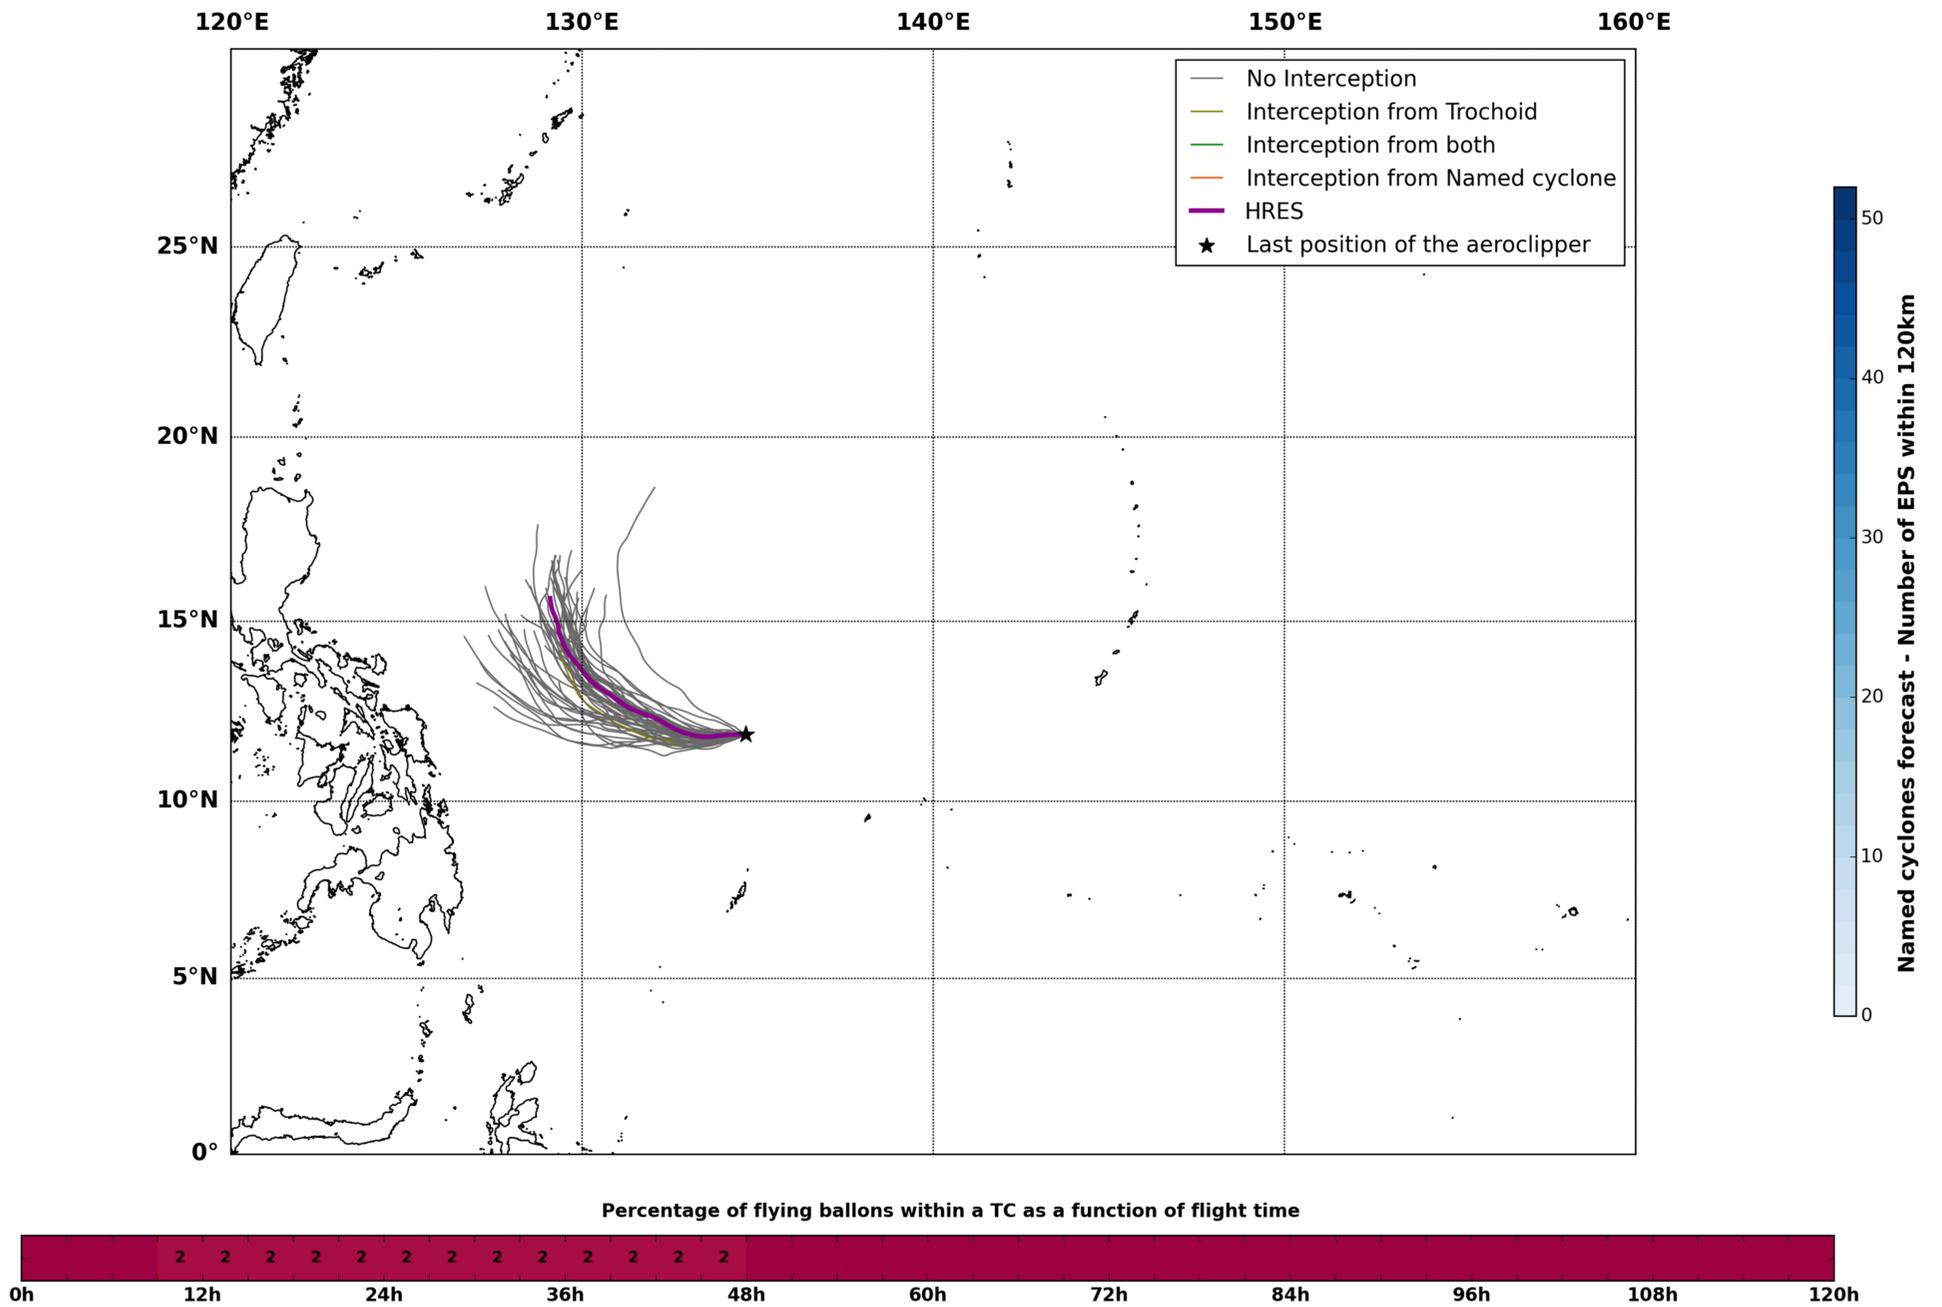 120°E 130°E 140°E 150°E 160°E
No Interception
Interception from Trochoid
Interception from both
Interception from Named cyclone
HRES
Last position of the aeroclipper
25°N
20°N
15°N
10°N
5°N
0°
50
40
30
20
10
0
Named cyclones forecast - Number of EPS within 120km
Percentage of flying ballons within a TC as a function of flight time
2 2 2 2 2 2 2 2 2 2 2 2 2
0h 12h 24h 36h 48h 60h 72h 84h 96h 108h 120h